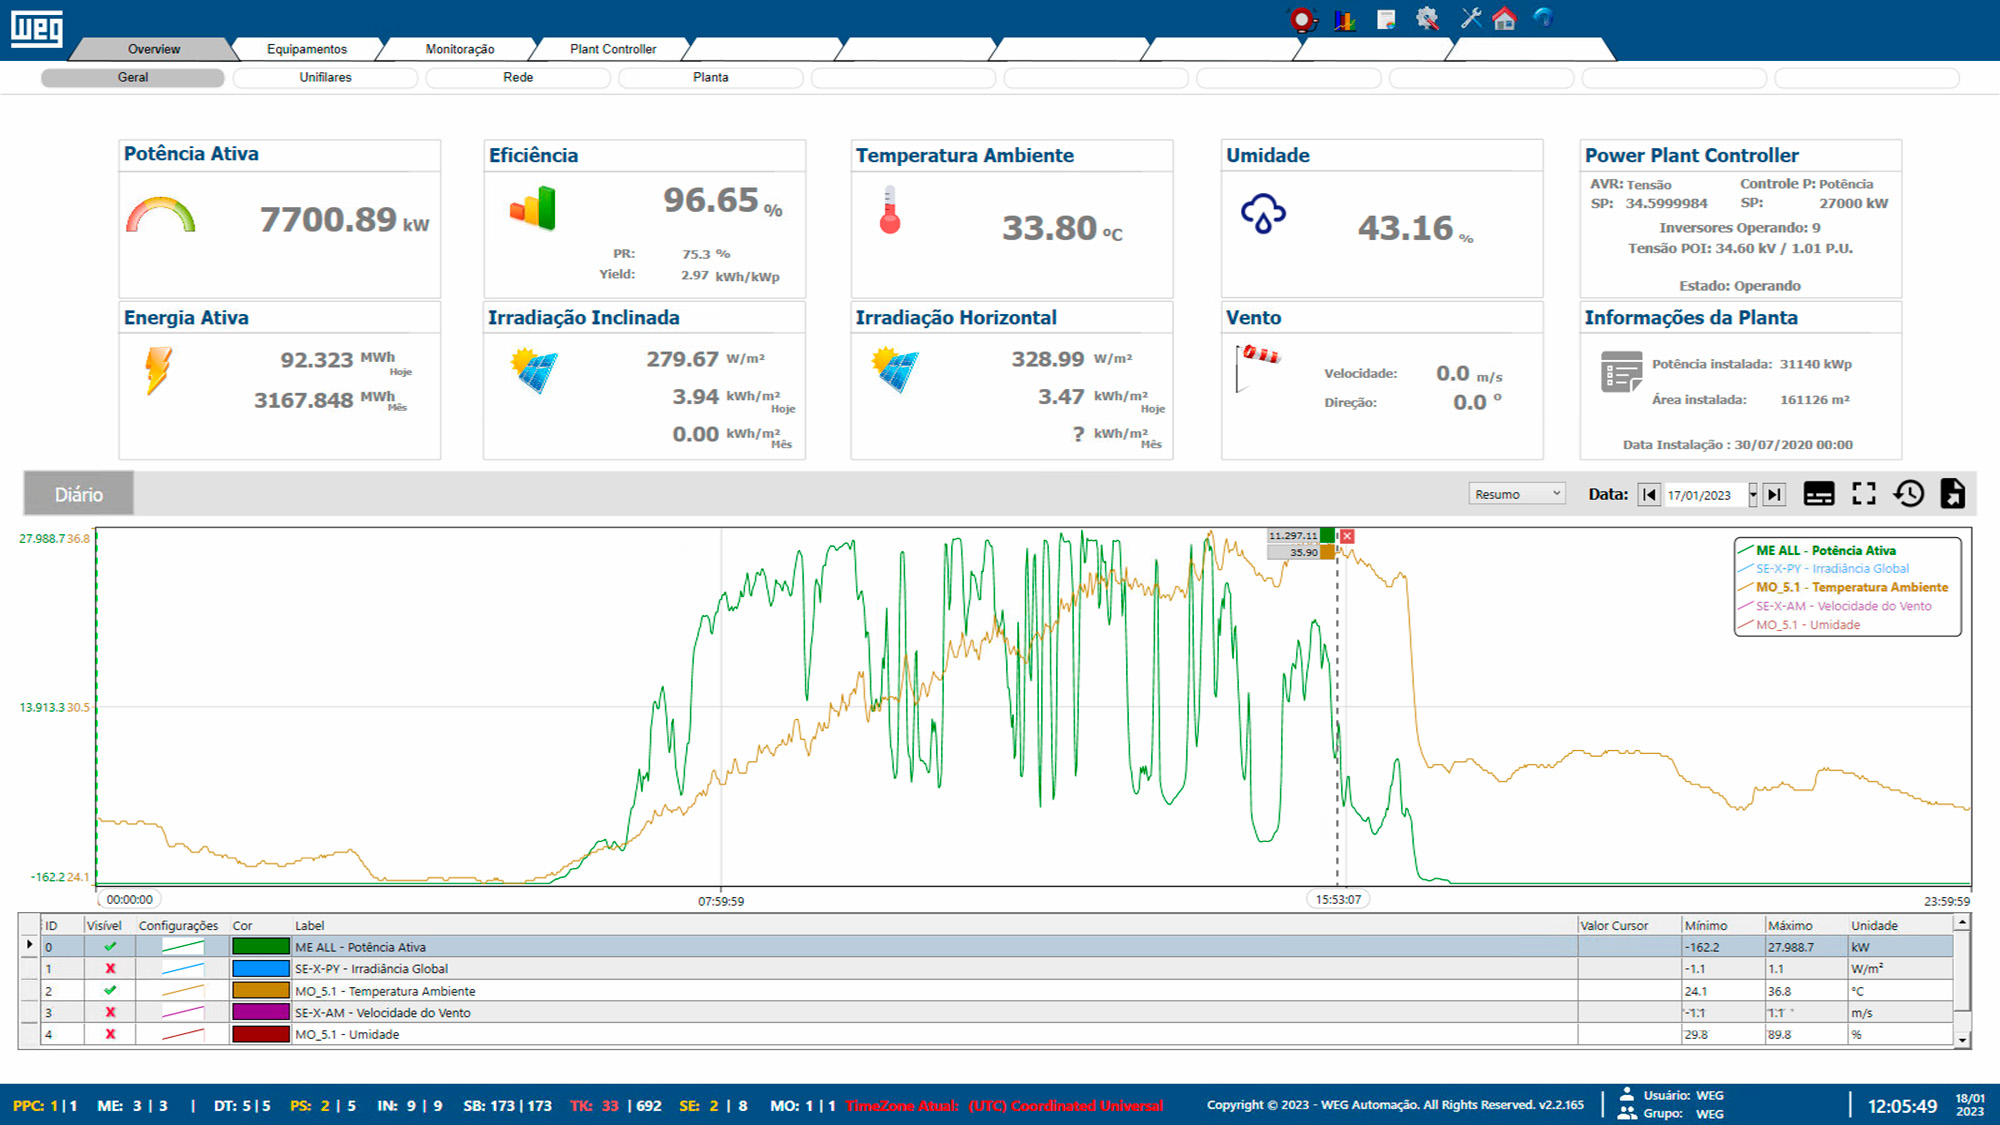 WEG
Overview Equipamentos Monitoração Plant Controller
Geral Unifilares Rede Planta
Potência Ativa
7700.89 kW
Eficiência
96.65 %
PR: 75.3 %
Yield: 2.97 kWh/kWp
Temperatura Ambiente
33.80 ºC
Umidade
43.16 %
Power Plant Controller
AVR: Tensão Controle P: Potência
SP: 34.5999984 SP: 27000 kW
Inversores Operando: 9
Tensão POI: 34.60 kV / 1.01 P.U.
Estado: Operando
Energia Ativa
92.323 MWh Hoje
3167.848 MWh Mês
Irradiação Inclinada
279.67 W/m²
3.94 kWh/m² Hoje
0.00 kWh/m² Mês
Irradiação Horizontal
328.99 W/m²
3.47 kWh/m² Hoje
? kWh/m² Mês
Vento
Velocidade: 0.0 m/s
Direção: 0.0 º
Informações da Planta
Potência instalada: 31140 kWp
Área instalada: 161126 m²
Data Instalação : 30/07/2020 00:00
Diário Resumo Data: 17/01/2023
27.988.7 36.8
11.297.11
35.90
ME ALL - Potência Ativa
SE-X-PY - Irradiância Global
MO_5.1 - Temperatura Ambiente
SE-X-AM - Velocidade do Vento
MO_5.1 - Umidade
13.913.3 30.5
-162.2 24.1
00:00:00 07:59:59 15:53:07 23:59:59
ID Visível Configurações Cor Label Valor Cursor Mínimo Máximo Unidade
0 ME ALL - Potência Ativa -162.2 27.988.7 kW
1 SE-X-PY - Irradiância Global -1.1 1.1 W/m²
2 MO_5.1 - Temperatura Ambiente 24.1 36.8 °C
3 SE-X-AM - Velocidade do Vento -1.1 1.1 m/s
4 MO_5.1 - Umidade 29.8 89.8 %
PPC: 1 | 1 ME: 3 | 3 | DT: 5 | 5 PS: 2 | 5 IN: 9 | 9 SB: 173 | 173 TK: 33 | 692 SE: 2 | 8 MO: 1 | 1 TimeZone Atual: (UTC) Coordinated Universal Copyright © 2023 - WEG Automação. All Rights Reserved. v2.2.165
Usuário: WEG
Grupo: WEG
12:05:49 18/01 2023